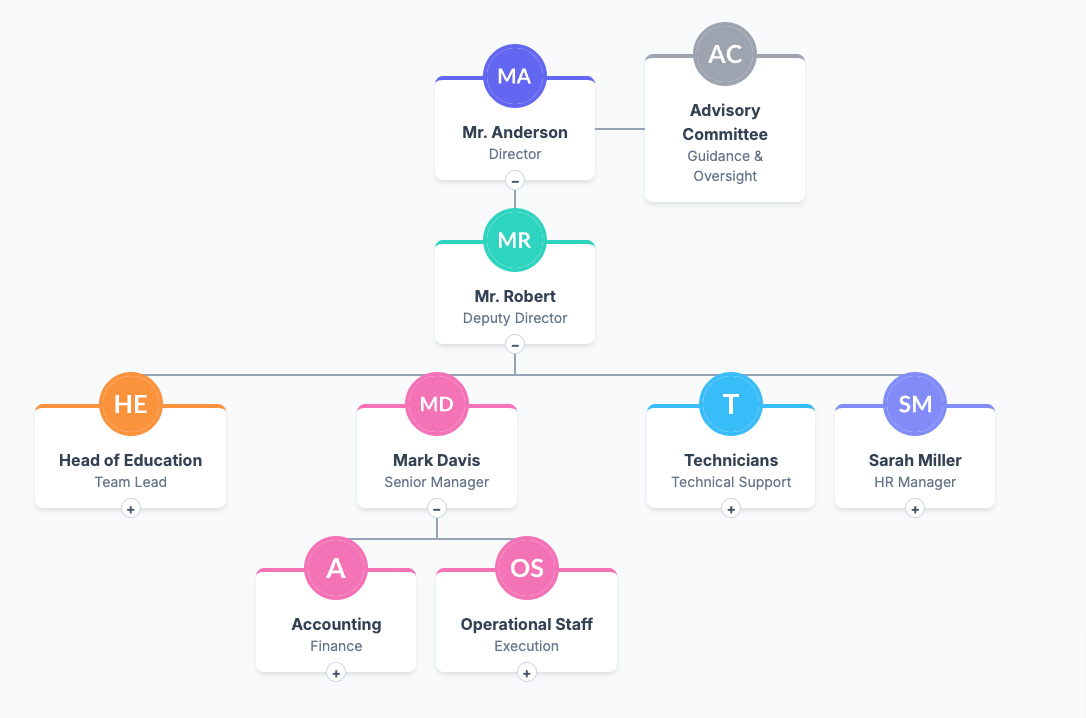 MA
Mr. Anderson
Director
−
AC
Advisory
Committee
Guidance &
Oversight
MR
Mr. Robert
Deputy Director
−
HE
Head of Education
Team Lead
+
MD
Mark Davis
Senior Manager
−
T
Technicians
Technical Support
+
SM
Sarah Miller
HR Manager
+
A
Accounting
Finance
+
OS
Operational Staff
Execution
+